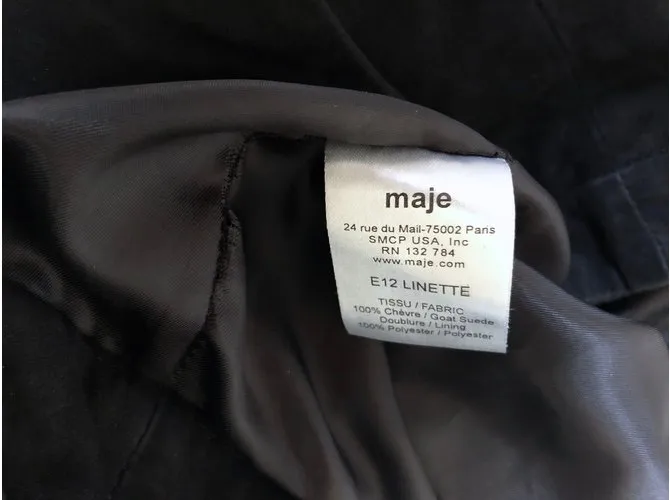 maje
24 rue du Mail-75002 Paris
SMCP USA, Inc
RN 132 784
www.maje.com
E12 LINETTE
TISSU / FABRIC
100% Chèvre / Goat Suede
Doublure / Lining
100% Polyester / Polyester